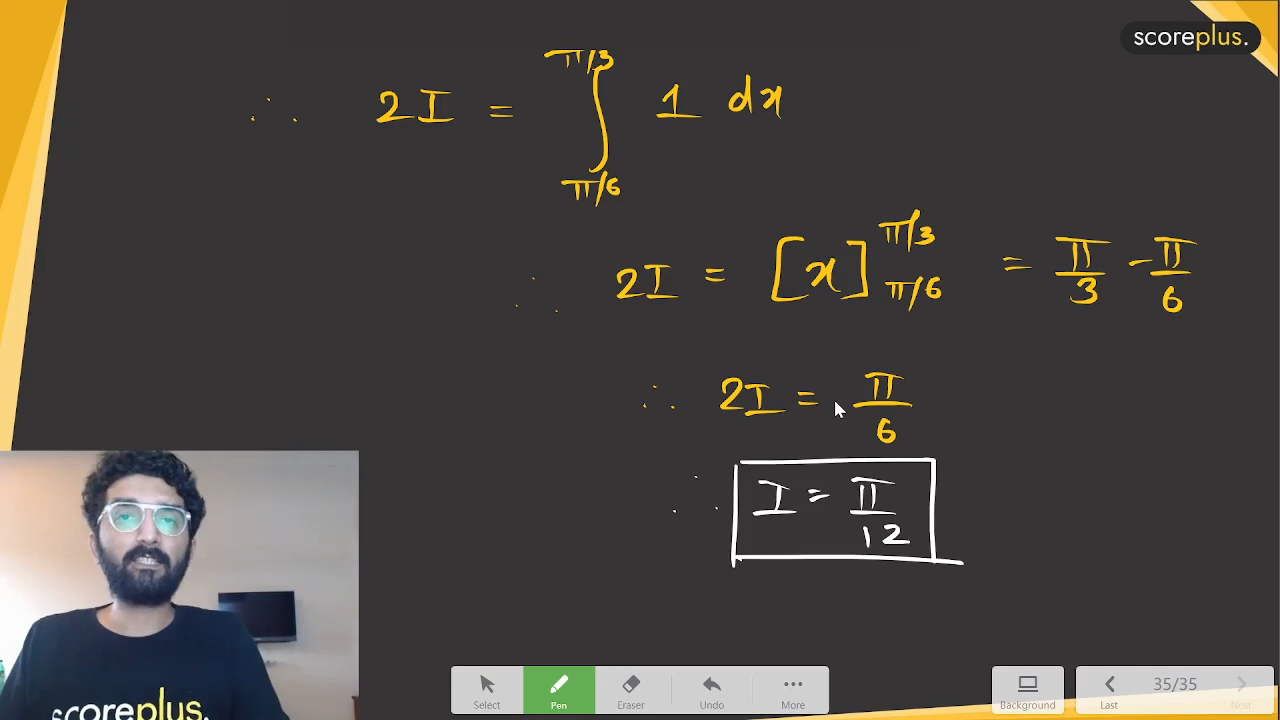 scoreplus.
∴ 2I = ∫_{π/6}^{π/3} 1 dx
∴ 2I = [x]_{π/6}^{π/3} = π/3 - π/6
∴ 2I = π/6
∴ I = π/12
scoreplus.
Select Pen Eraser Undo More Background Last 35/35 Next